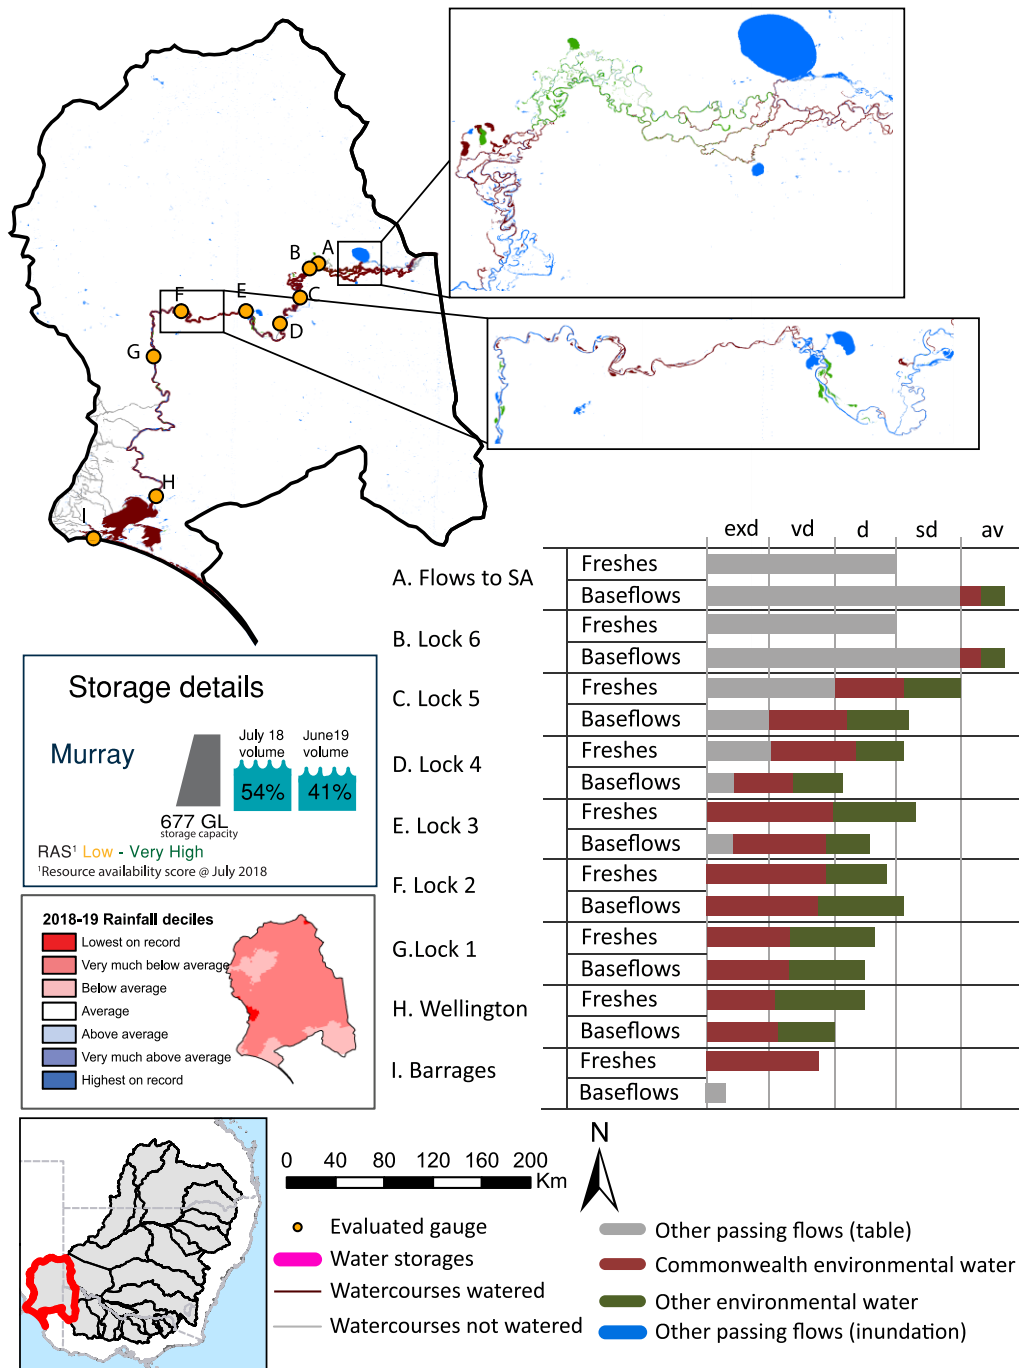 A
B
C
D
E
F
G
H
I
exd vd d sd av
A. Flows to SA
Freshes
Baseflows
B. Lock 6
Freshes
Baseflows
C. Lock 5
Freshes
Baseflows
D. Lock 4
Freshes
Baseflows
E. Lock 3
Freshes
Baseflows
F. Lock 2
Freshes
Baseflows
G.Lock 1
Freshes
Baseflows
H. Wellington
Freshes
Baseflows
I. Barrages
Freshes
Baseflows
Storage details
Murray
July 18
volume
54%
June19
volume
41%
677 GL
storage capacity
RAS¹ Low - Very High
¹Resource availability score @ July 2018
2018-19 Rainfall deciles
Lowest on record
Very much below average
Below average
Average
Above average
Very much above average
Highest on record
0 40 80 120 160 200
Km
N
Evaluated gauge
Water storages
Watercourses watered
Watercourses not watered
Other passing flows (table)
Commonwealth environmental water
Other environmental water
Other passing flows (inundation)